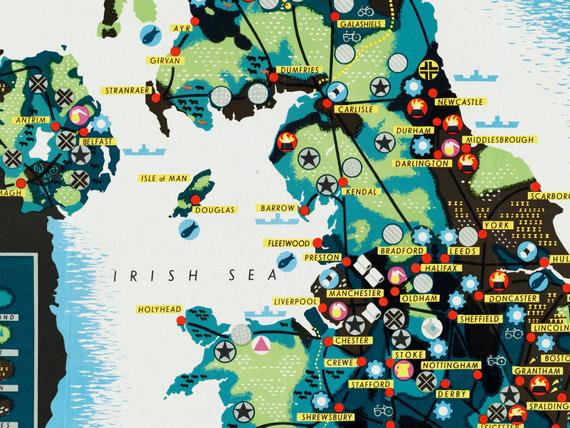 GALASHIELS
AYR
GIRVAN
DUMFRIES
STRANRAER
CARLISLE
NEWCASTLE
ANTRIM
BELFAST
DURHAM
MIDDLESBROUGH
DARLINGTON
ISLE OF MAN
MAGH
KENDAL
SCARBORO
DOUGLAS
BARROW
YORK
FLEETWOOD
PRESTON
BRADFORD
LEEDS
HUL
HALIFAX
IRISH SEA
LIVERPOOL
MANCHESTER
OLDHAM
DONCASTER
HOLYHEAD
SHEFFIELD
LINCOLN
CHESTER
STOKE
BOSTO
CREWE
NOTTINGHAM
GRANTHAM
STAFFORD
DERBY
SPALDING
SHREWSBURY
LEICESTER